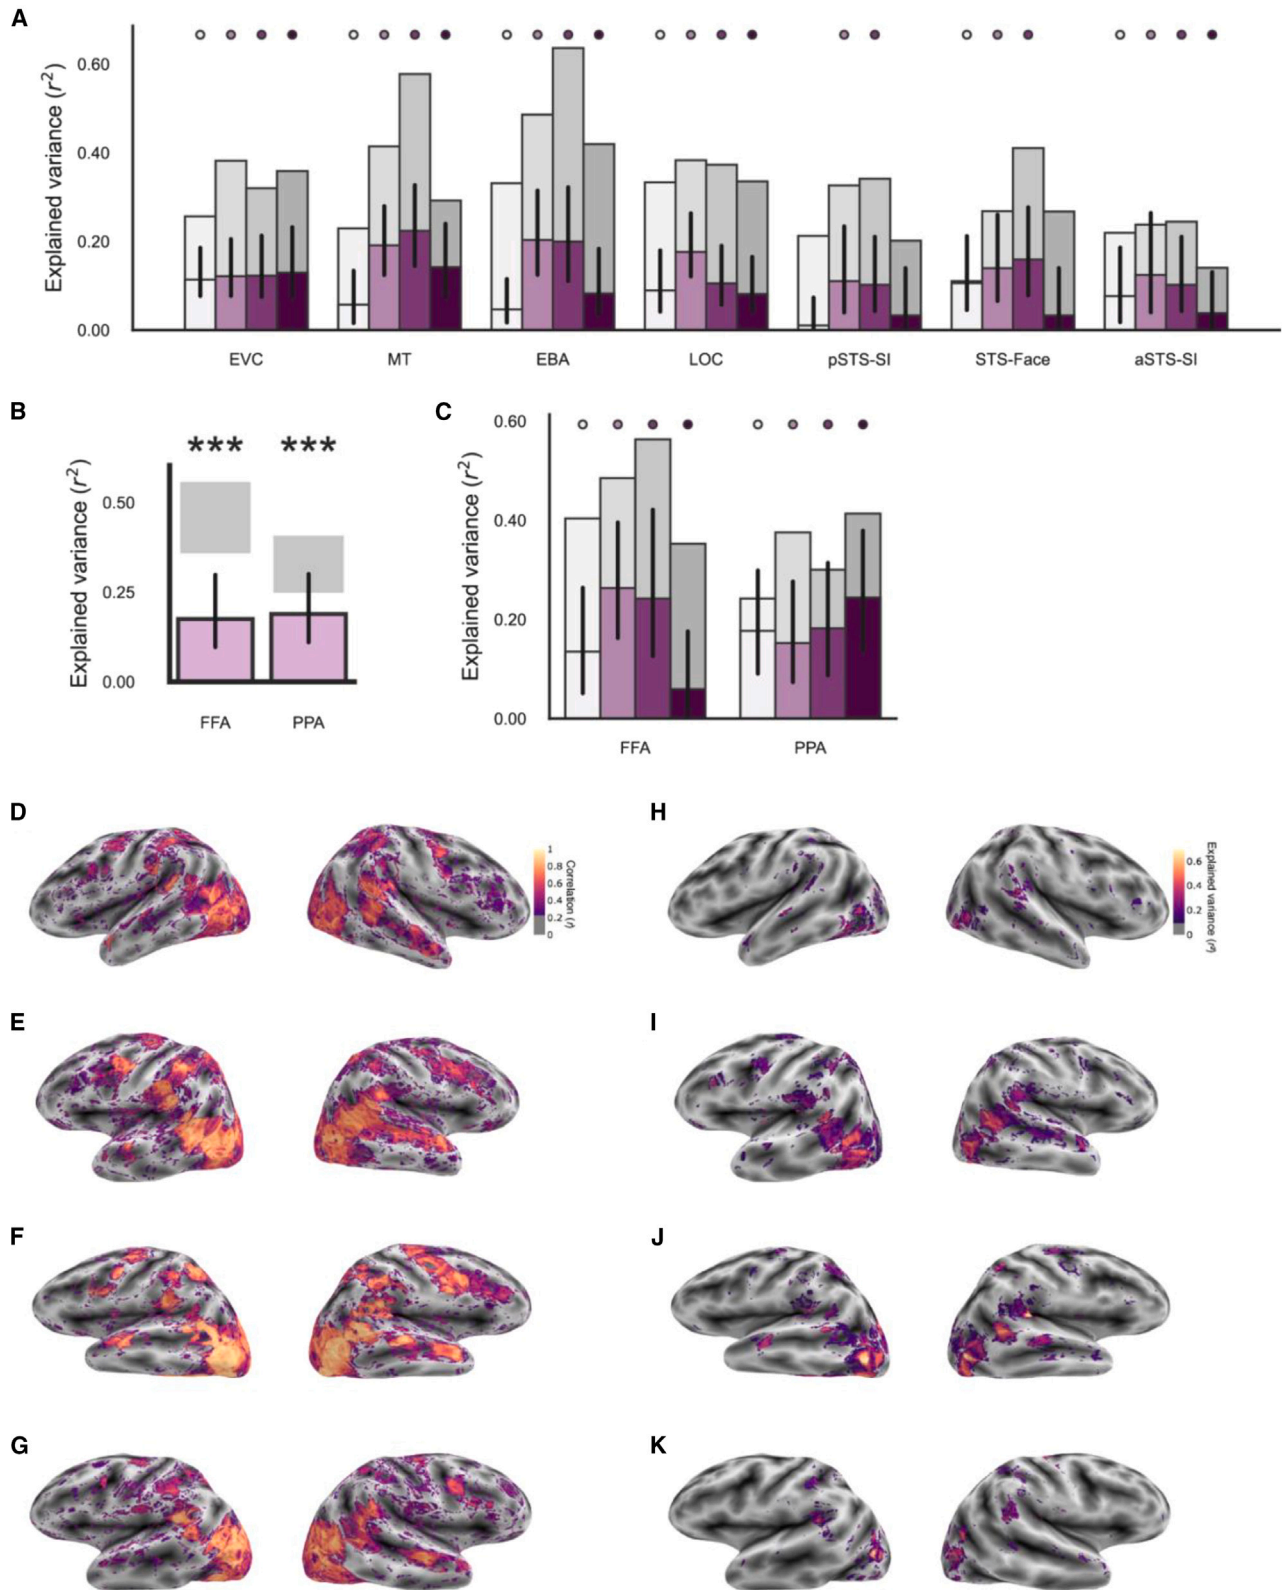 A
Explained variance (r²)
0.60
0.40
0.20
0.00
EVC MT EBA LOC pSTS-SI STS-Face aSTS-SI
B
*** ***
Explained variance (r²)
0.50
0.25
0.00
FFA PPA
C
Explained variance (r²)
0.60
0.40
0.20
0.00
FFA PPA
D
1
0.8
0.6
0.4
0.2
0
Correlation (r)
H
0.6
0.4
0.2
0
Explained variance (r²)
E
I
F
J
G
K